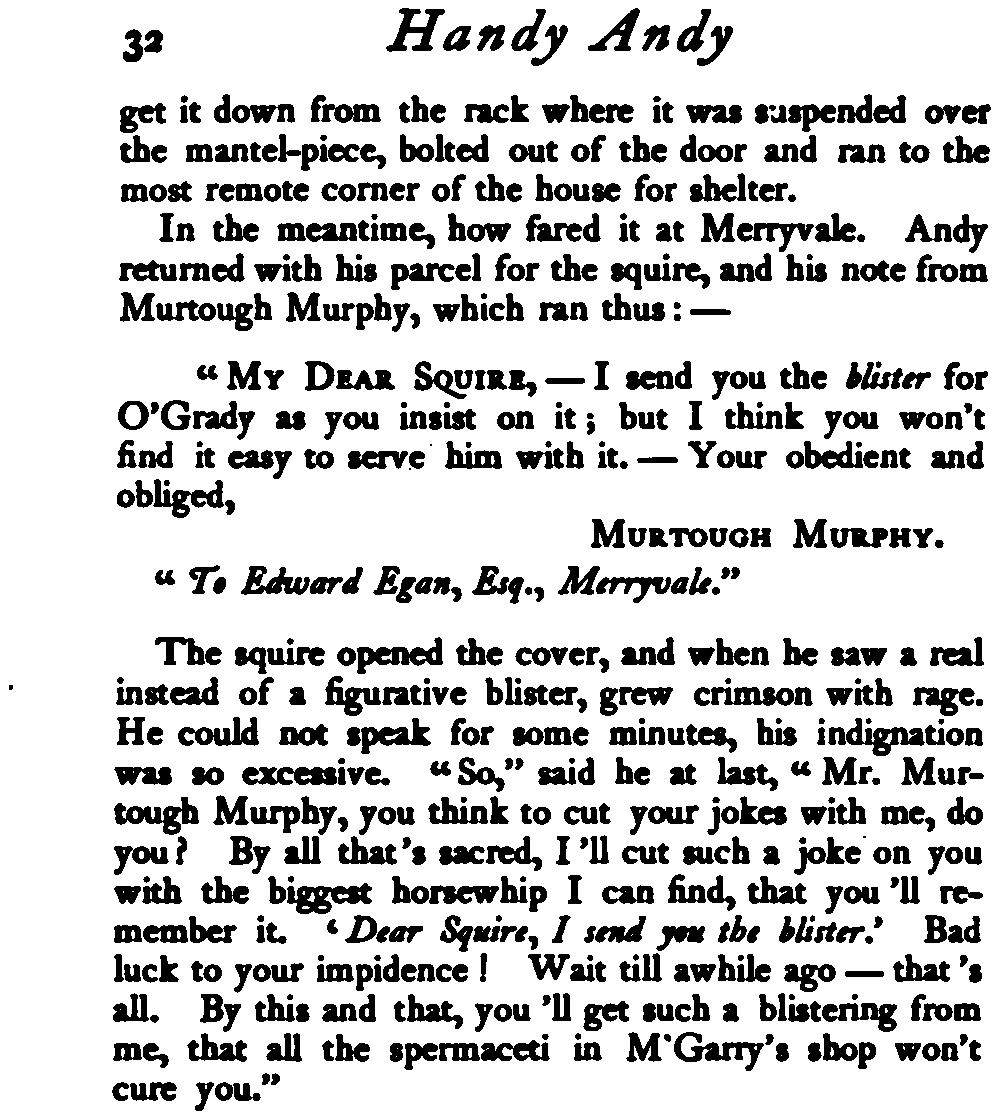 32 Handy Andy
get it down from the rack where it was suspended over
the mantel-piece, bolted out of the door and ran to the
most remote corner of the house for shelter.
In the meantime, how fared it at Merryvale. Andy
returned with his parcel for the squire, and his note from
Murtough Murphy, which ran thus: —
“My Dear Squire, — I send you the blister for
O'Grady as you insist on it; but I think you won't
find it easy to serve him with it. — Your obedient and
obliged,
Murtough Murphy.
“To Edward Egan, Esq., Merryvale.”
The squire opened the cover, and when he saw a real
instead of a figurative blister, grew crimson with rage.
He could not speak for some minutes, his indignation
was so excessive. “So,” said he at last, “Mr. Mur-
tough Murphy, you think to cut your jokes with me, do
you? By all that's sacred, I'll cut such a joke on you
with the biggest horsewhip I can find, that you'll re-
member it. ‘Dear Squire, I send you the blister.’ Bad
luck to your impidence! Wait till awhile ago — that's
all. By this and that, you'll get such a blistering from
me, that all the spermaceti in M'Garry's shop won't
cure you.”